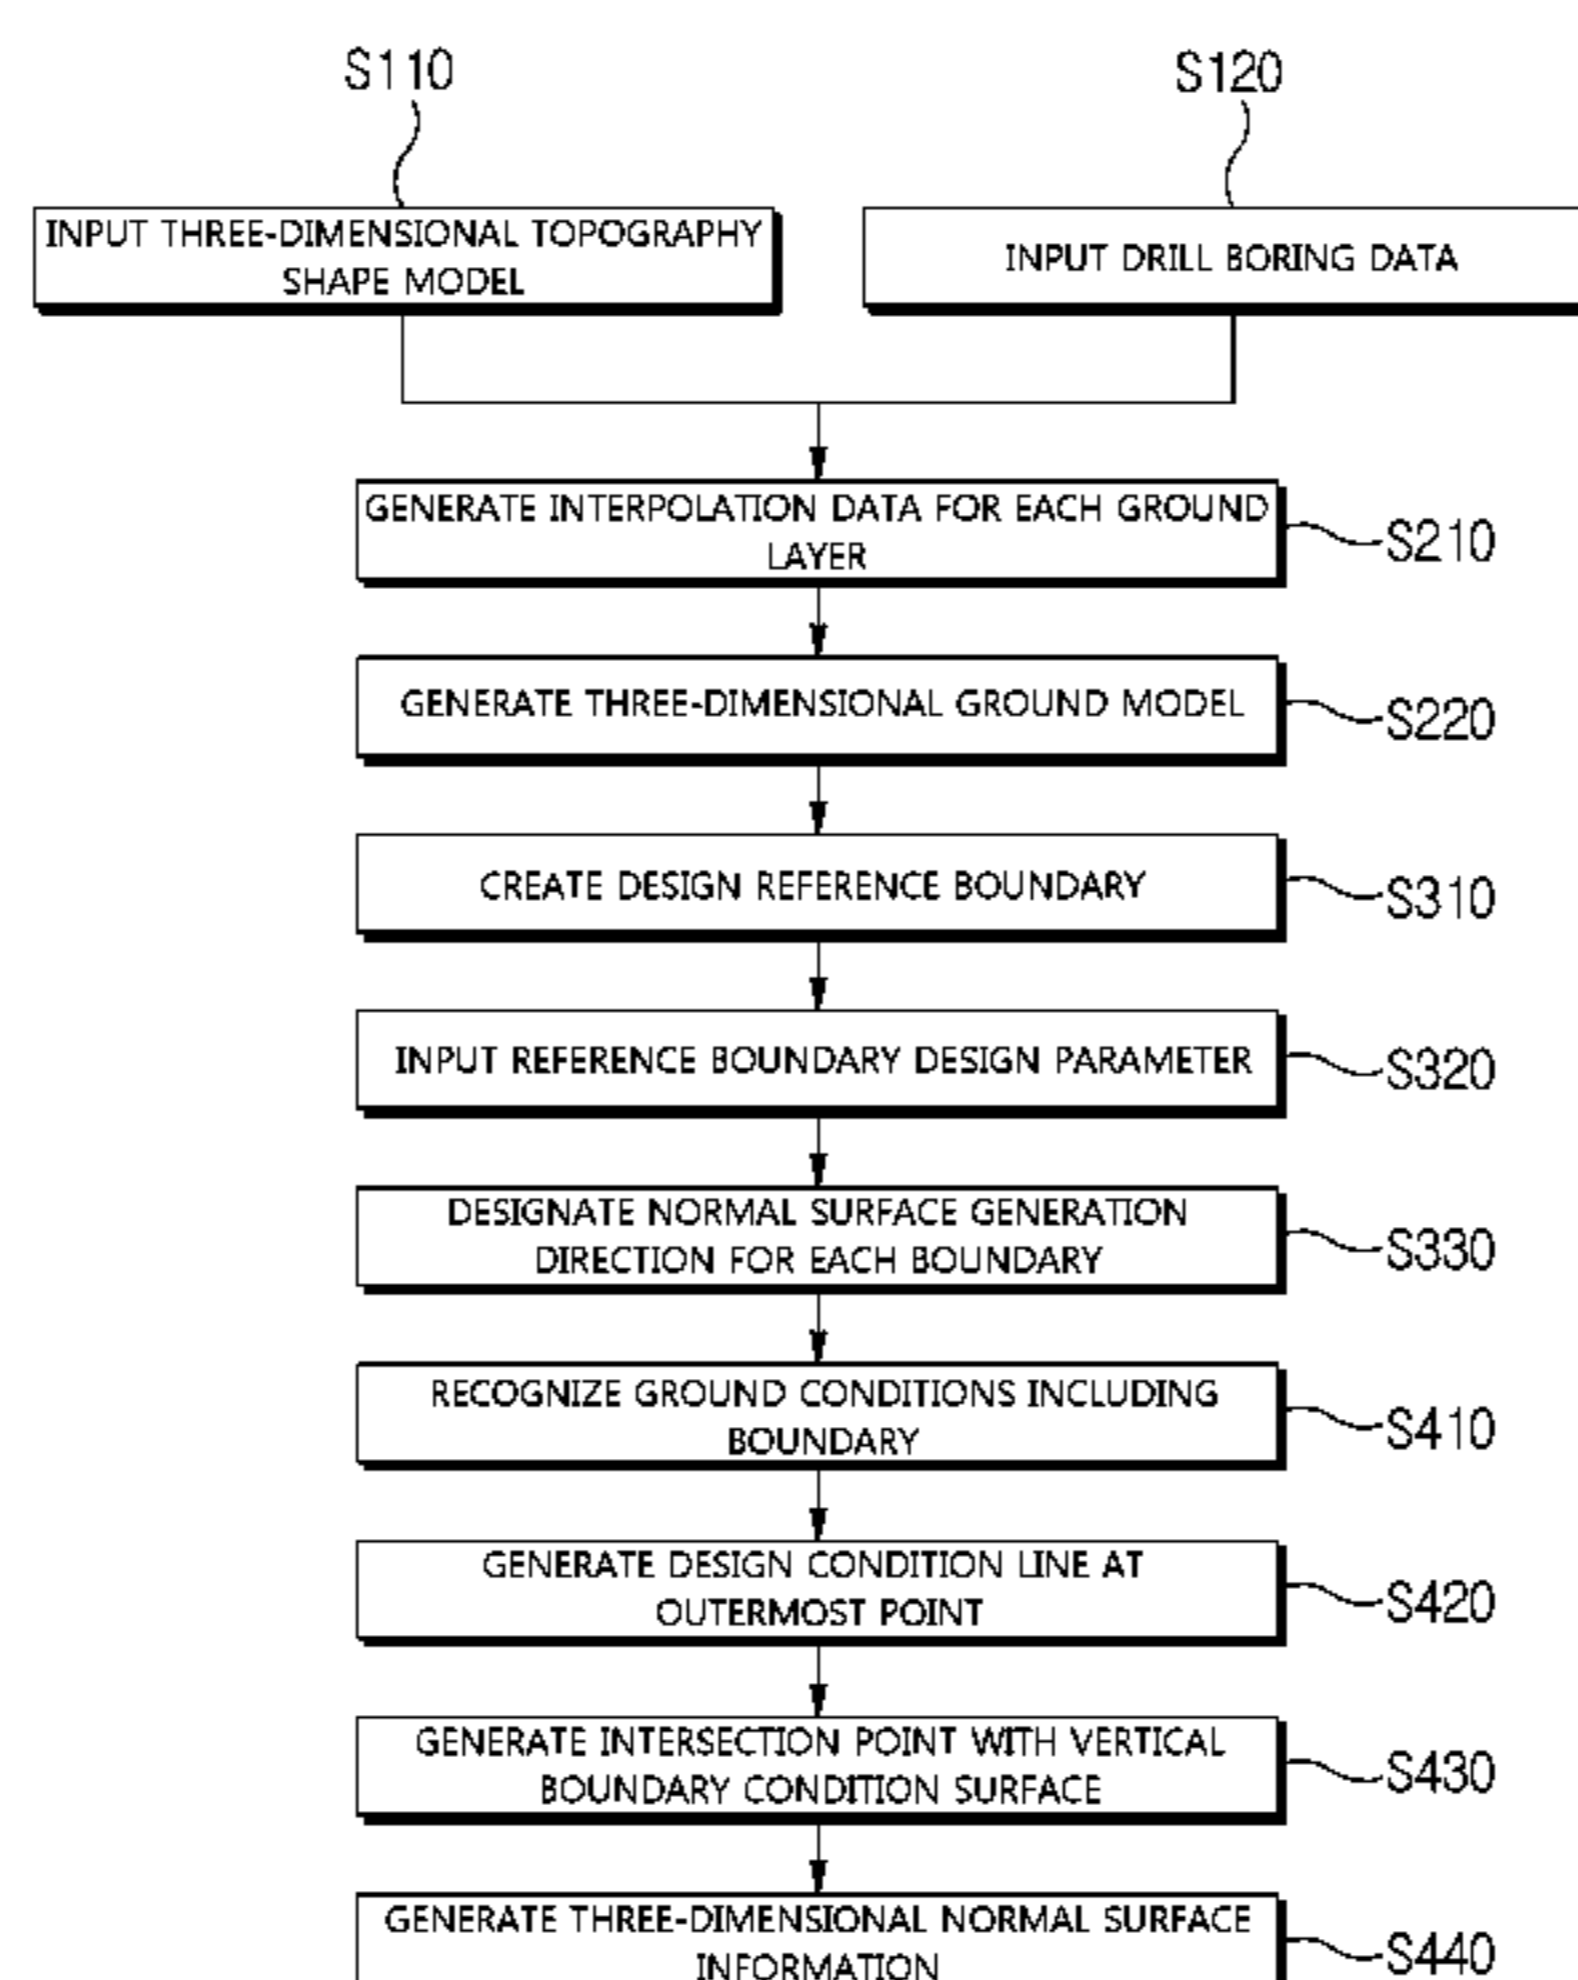 S110
S120
INPUT THREE-DIMENSIONAL TOPOGRAPHY
SHAPE MODEL
INPUT DRILL BORING DATA
GENERATE INTERPOLATION DATA FOR EACH GROUND
LAYER
S210
GENERATE THREE-DIMENSIONAL GROUND MODEL
S220
CREATE DESIGN REFERENCE BOUNDARY
S310
INPUT REFERENCE BOUNDARY DESIGN PARAMETER
S320
DESIGNATE NORMAL SURFACE GENERATION
DIRECTION FOR EACH BOUNDARY
S330
RECOGNIZE GROUND CONDITIONS INCLUDING
BOUNDARY
S410
GENERATE DESIGN CONDITION LINE AT
OUTERMOST POINT
S420
GENERATE INTERSECTION POINT WITH VERTICAL
BOUNDARY CONDITION SURFACE
S430
GENERATE THREE-DIMENSIONAL NORMAL SURFACE
INFORMATION
S440